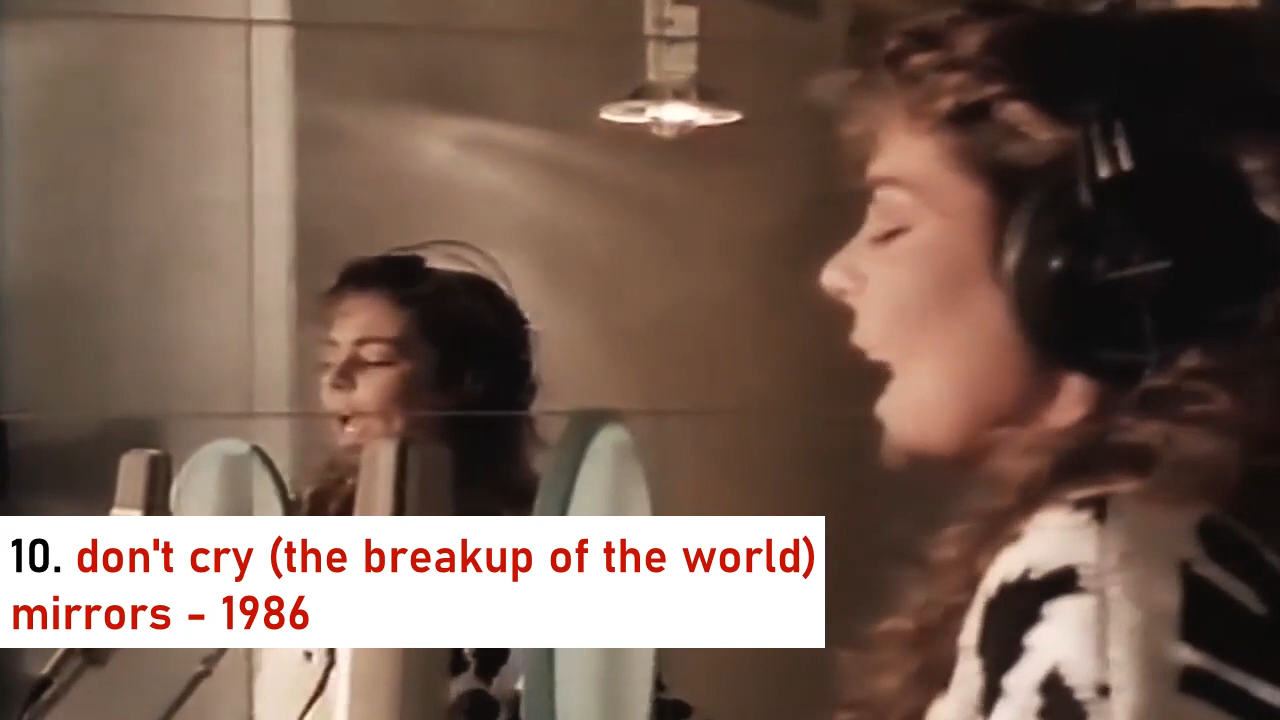 10. don't cry (the breakup of the world)
mirrors - 1986